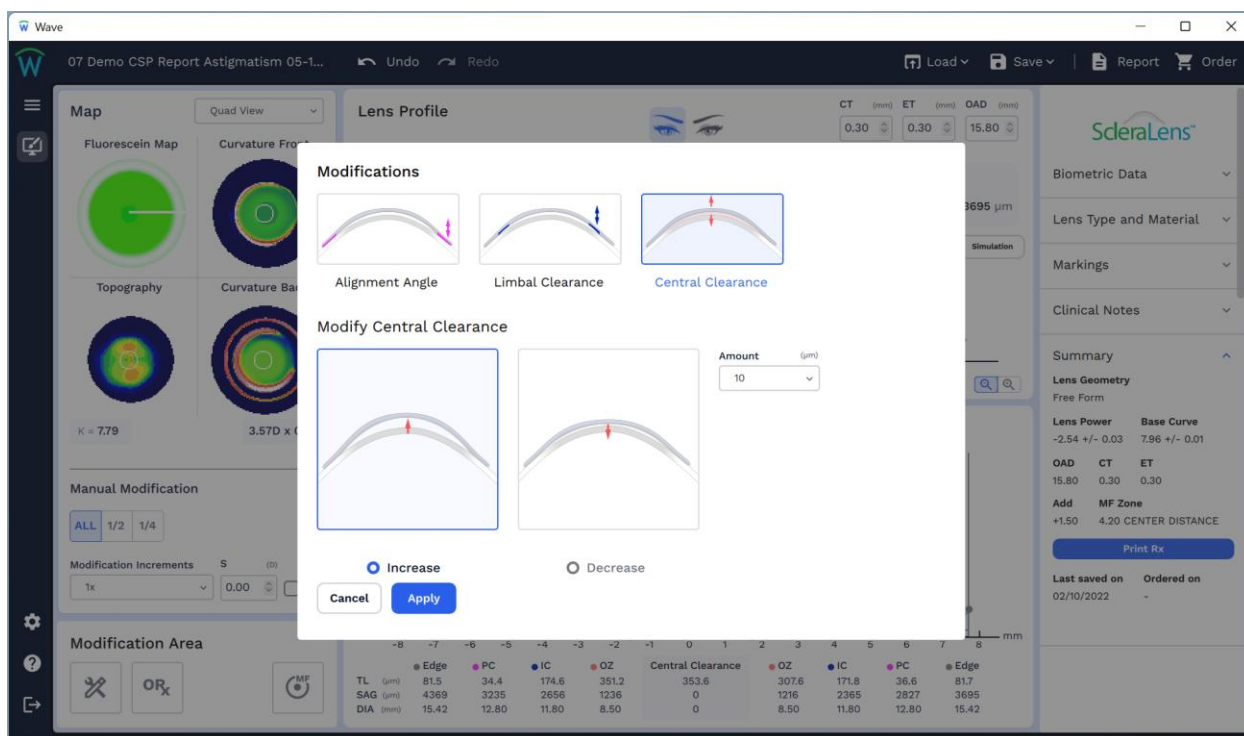 Wave
07 Demo CSP Report Astigmatism 05-1... Undo Redo Load Save Report Order
Map Quad View
Fluorescein Map Curvature Front
Topography Curvature Ba
K = 7.79 3.57D x
Manual Modification
ALL 1/2 1/4
Modification Increments S (D)
1x 0.00
Modification Area
ORx MF
Lens Profile
CT (mm) ET (mm) OAD (mm)
0.30 0.30 15.80
3695 µm
Simulation
Modifications
Alignment Angle Limbal Clearance Central Clearance
Modify Central Clearance
Amount (µm)
10
Increase Decrease
Cancel Apply
-8 -7 -6 -5 -4 -3 -2 -1 0 1 2 3 4 5 6 7 8 mm
Edge PC IC OZ Central Clearance OZ IC PC Edge
TL (µm) 81.5 34.4 174.6 351.2 353.6 307.6 171.8 36.6 81.7
SAG (µm) 4369 3235 2656 1236 0 1216 2365 2827 3695
DIA (mm) 15.42 12.80 11.80 8.50 0 8.50 11.80 12.80 15.42
ScleraLens™
Biometric Data
Lens Type and Material
Markings
Clinical Notes
Summary
Lens Geometry
Free Form
Lens Power Base Curve
-2.54 +/- 0.03 7.96 +/- 0.01
OAD CT ET
15.80 0.30 0.30
Add MF Zone
+1.50 4.20 CENTER DISTANCE
Print Rx
Last saved on Ordered on
02/10/2022 -